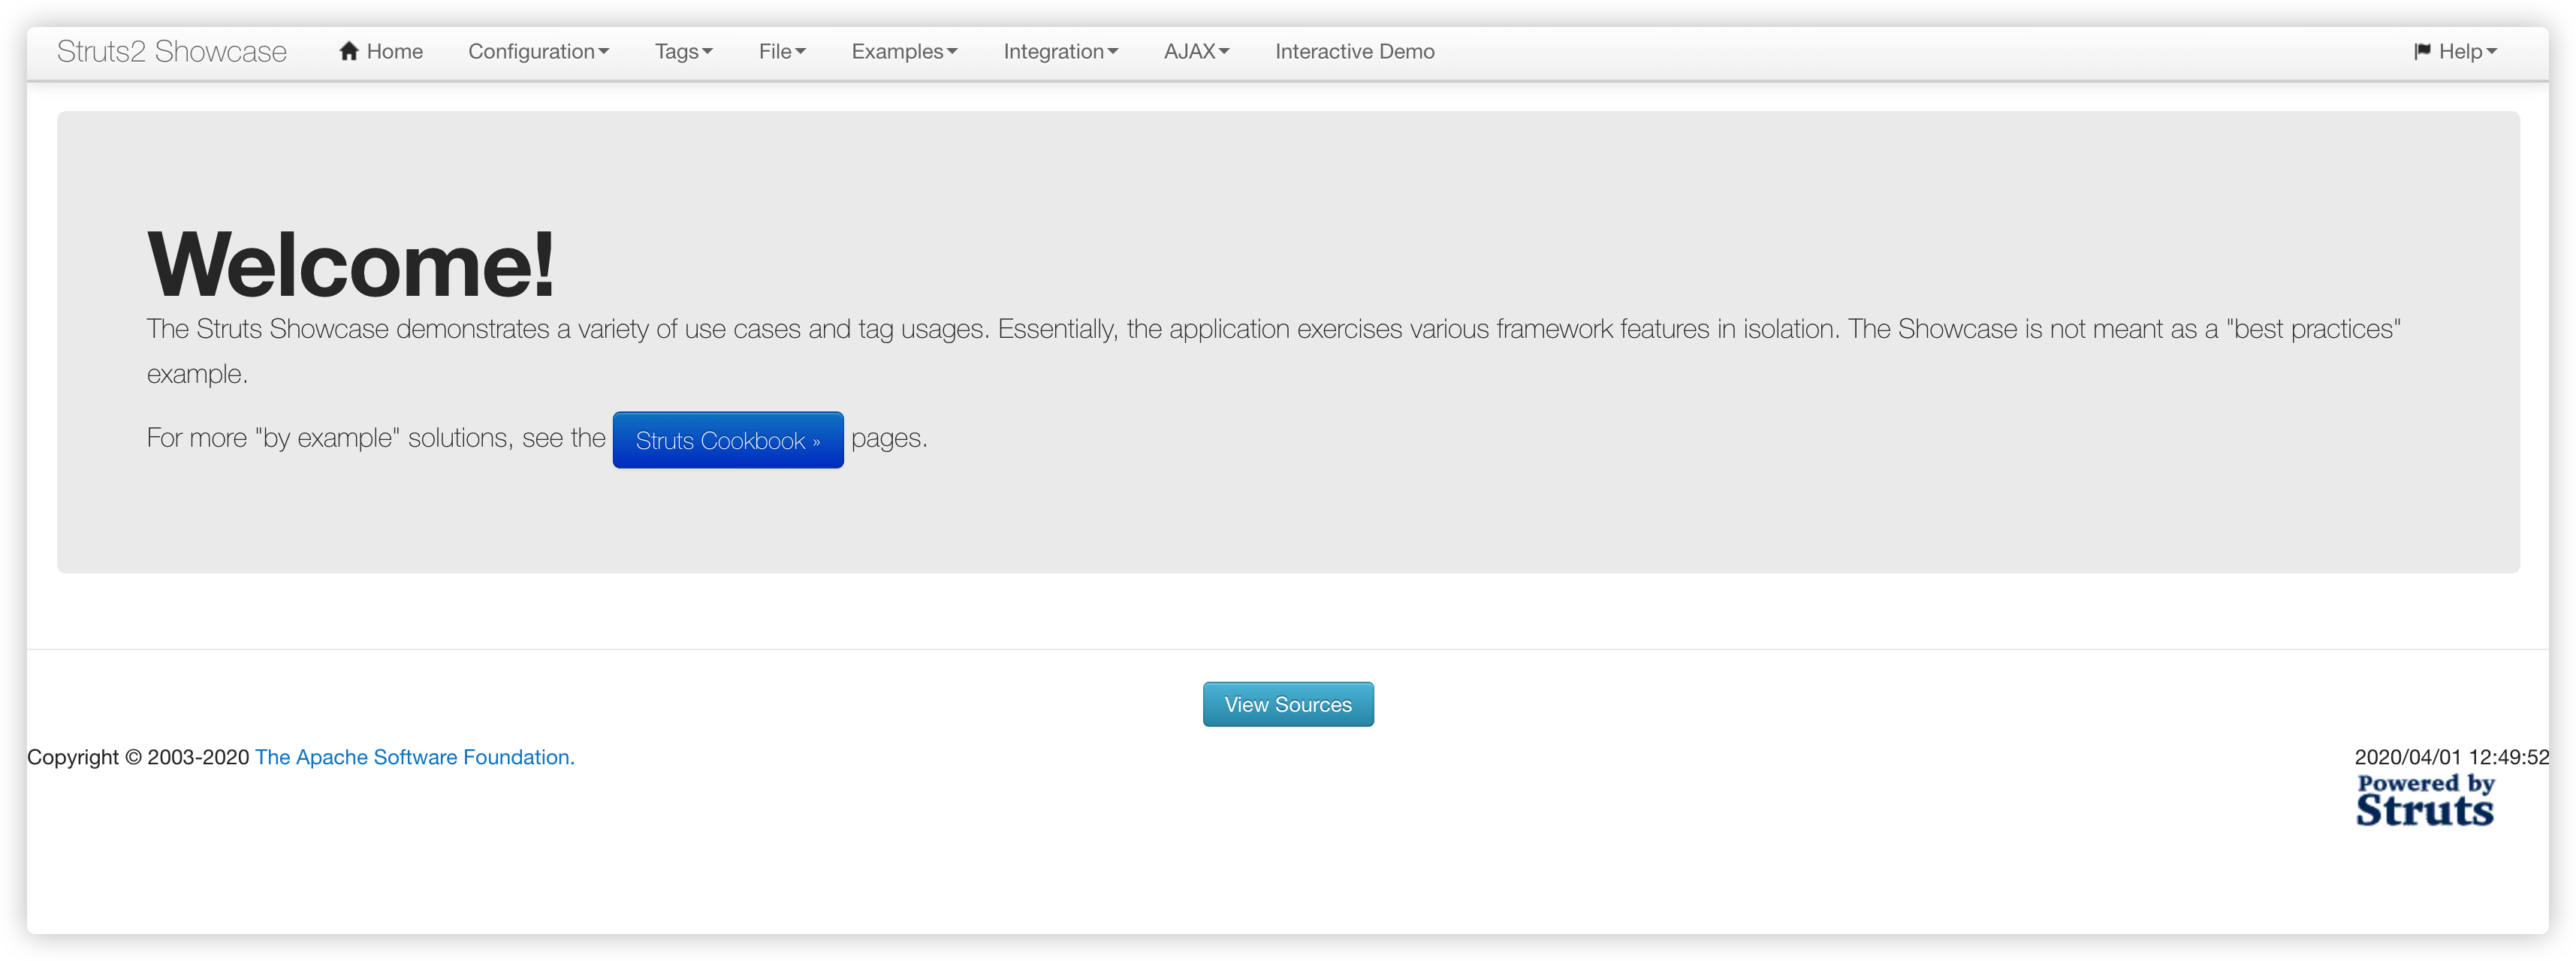 Struts2 Showcase Home Configuration Tags File Examples Integration AJAX Interactive Demo Help
Welcome!
The Struts Showcase demonstrates a variety of use cases and tag usages. Essentially, the application exercises various framework features in isolation. The Showcase is not meant as a "best practices"
example.
For more "by example" solutions, see the Struts Cookbook » pages.
View Sources
Copyright © 2003-2020 The Apache Software Foundation. 2020/04/01 12:49:52
Powered by
Struts